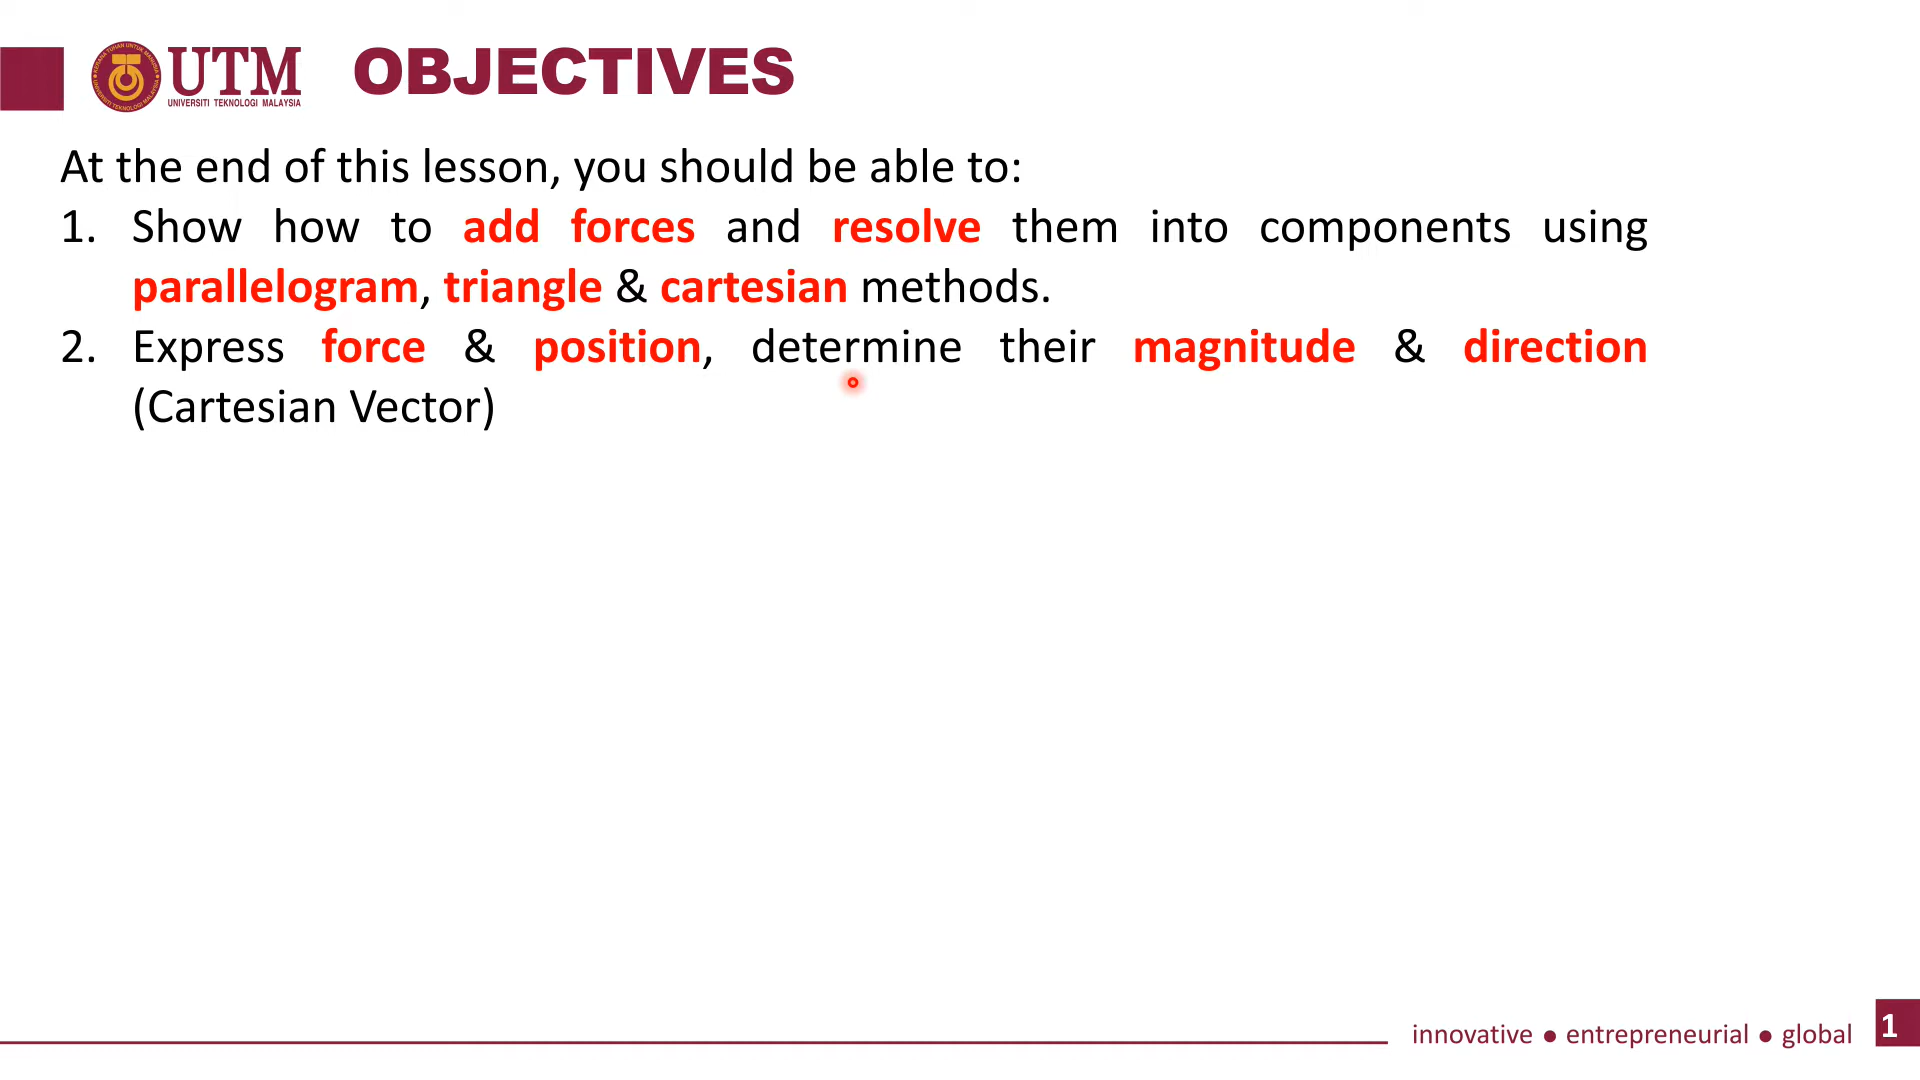 UTM
UNIVERSITI TEKNOLOGI MALAYSIA
OBJECTIVES
At the end of this lesson, you should be able to:
1. Show how to add forces and resolve them into components using
parallelogram, triangle & cartesian methods.
2. Express force & position, determine their magnitude & direction
(Cartesian Vector)
innovative ● entrepreneurial ● global
1